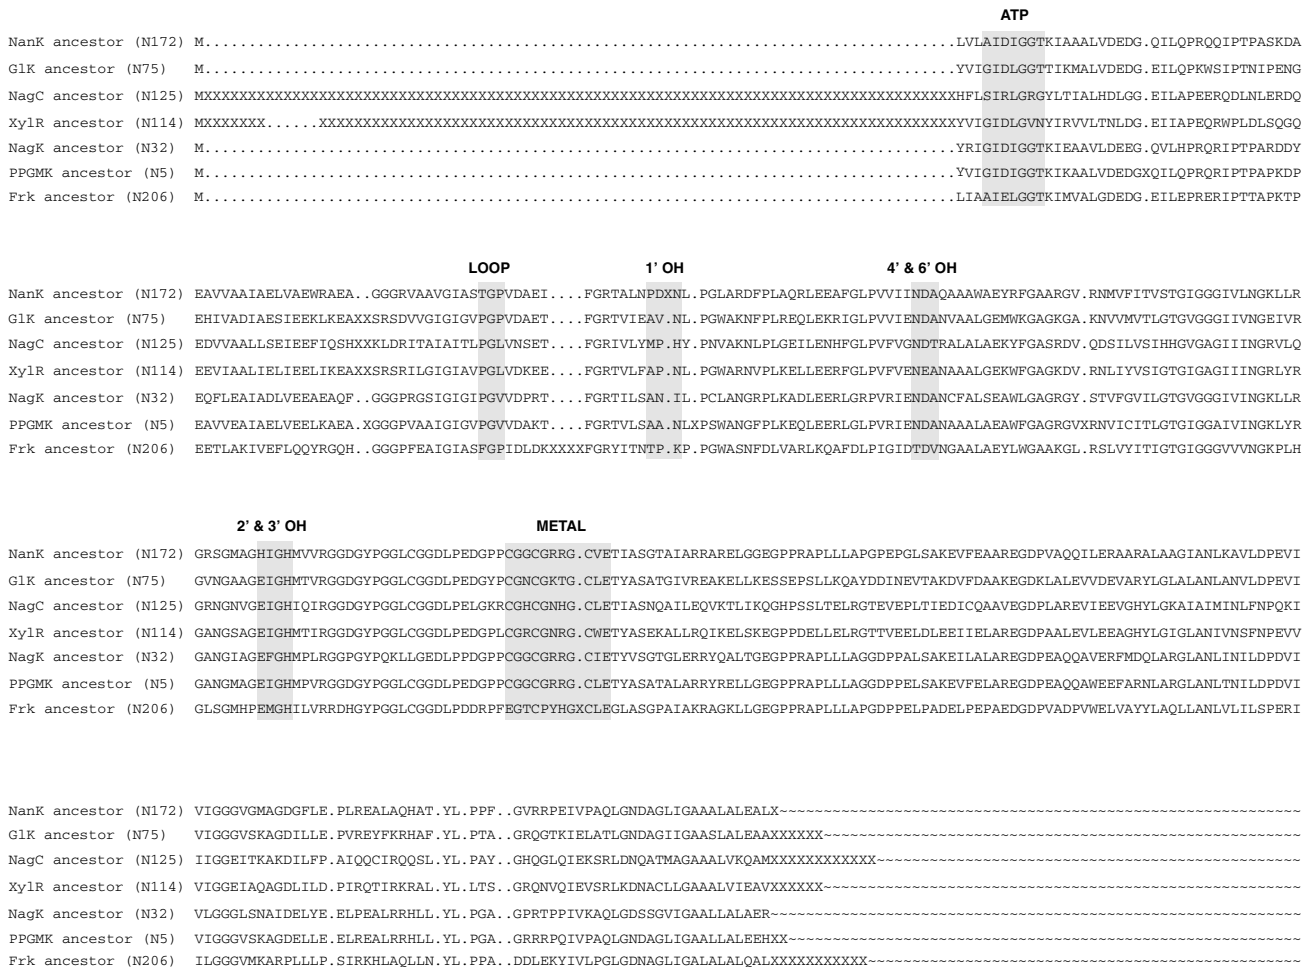 ATP
NanK ancestor (N172) M.....................................................................................LVLAIDIGGTKIAAALVDEDG.QILQPRQQIPTPASKDA
GlK ancestor (N75) M.....................................................................................YVIGIDLGGTTIKMALVDEDG.EILQPKWSIPTNIPENG
NagC ancestor (N125) MXXXXXXXXXXXXXXXXXXXXXXXXXXXXXXXXXXXXXXXXXXXXXXXXXXXXXXXXXXXXXXXXXXXXXXXXXXXXXXXXXXXXXHFLSIRLGRGYLTIALHDLGG.EILAPEERQDLNLERDQ
XylR ancestor (N114) MXXXXXXX......XXXXXXXXXXXXXXXXXXXXXXXXXXXXXXXXXXXXXXXXXXXXXXXXXXXXXXXXXXXXXXXXXXXXXXXXYVIGIDLGVNYIRVVLTNLDG.EIIAPEQRWPLDLSQGQ
NagK ancestor (N32) M.....................................................................................YRIGIDIGGTKIEAAVLDEEG.QVLHPRQRIPTPARDDY
PPGMK ancestor (N5) M.....................................................................................YVIGIDIGGTKIKAALVDEDGXQILQPRQRIPTPAPKDP
Frk ancestor (N206) M.....................................................................................LIAAIELGGTKIMVALGDEDG.EILEPRERIPTTAPKTP
LOOP 1' OH 4' & 6' OH
NanK ancestor (N172) EAVVAAIAELVAEWRAEA..GGGRVAAVGIASTGPVDAEI....FGRTALNPDXNL.PGLARDFPLAQRLEEAFGLPVVIINDAQAAAWAEYRFGAARGV.RNMVFITVSTGIGGGIVLNGKLLR
GlK ancestor (N75) EHIVADIAESIEEKLKEAXXSRSDVVGIGIGVPGPVDAET....FGRTVIEAV.NL.PGWAKNFPLREQLEKRIGLPVVIENDANVAALGEMWKGAGKGA.KNVVMVTLGTGVGGGIIVNGEIVR
NagC ancestor (N125) EDVVAALLSEIEEFIQSHXXKLDRITAIAITLPGLVNSET....FGRIVLYMP.HY.PNVAKNLPLGEILENHFGLPVFVGNDTRALALAEKYFGASRDV.QDSILVSIHHGVGAGIIINGRVLQ
XylR ancestor (N114) EEVIAALIELIEELIKEAXXSRSRILGIGIAVPGLVDKEE....FGRTVLFAP.NL.PGWARNVPLKELLEERFGLPVFVENEANAAALGEKWFGAGKDV.RNLIYVSIGTGIGAGIIINGRLYR
NagK ancestor (N32) EQFLEAIADLVEEAEAQF..GGGPRGSIGIGIPGVVDPRT....FGRTILSAN.IL.PCLANGRPLKADLEERLGRPVRIENDANCFALSEAWLGAGRGY.STVFGVILGTGVGGGIVINGKLLR
PPGMK ancestor (N5) EAVVEAIAELVEELKAEA.XGGGPVAAIGIGVPGVVDAKT....FGRTVLSAA.NLXPSWANGFPLKEQLEERLGLPVRIENDANAAALAEAWFGAGRGVXRNVICITLGTGIGGAIVINGKLYR
Frk ancestor (N206) EETLAKIVEFLQQYRGQH..GGGPFEAIGIASFGPIDLDKXXXXFGRYITNTP.KP.PGWASNFDLVARLKQAFDLPIGIDTDVNGAALAEYLWGAAKGL.RSLVYITIGTGIGGGVVVNGKPLH
2' & 3' OH METAL
NanK ancestor (N172) GRSGMAGHIGHMVVRGGDGYPGGLCGGDLPEDGPPCGGCGRRG.CVETIASGTAIARRARELGGEGPPRAPLLLAPGPEPGLSAKEVFEAAREGDPVAQQILERAARALAAGIANLKAVLDPEVI
GlK ancestor (N75) GVNGAAGEIGHMTVRGGDGYPGGLCGGDLPEDGYPCGNCGKTG.CLETYASATGIVREAKELLKESSEPSLLKQAYDDINEVTAKDVFDAAKEGDKLALEVVDEVARYLGLALANLANVLDPEVI
NagC ancestor (N125) GRNGNVGEIGHIQIRGGDGYPGGLCGGDLPELGKRCGHCGNHG.CLETIASNQAILEQVKTLIKQGHPSSLTELRGTEVEPLTIEDICQAAVEGDPLAREVIEEVGHYLGKAIAIMINLFNPQKI
XylR ancestor (N114) GANGSAGEIGHMTIRGGDGYPGGLCGGDLPEDGPLCGRCGNRG.CWETYASEKALLRQIKELSKEGPPDELLELRGTTVEELDLEEIIELAREGDPAALEVLEEAGHYLGIGLANIVNSFNPEVV
NagK ancestor (N32) GANGIAGEFGHMPLRGGPGYPQKLLGEDLPPDGPPCGGCGRRG.CIETYVSGTGLERRYQALTGEGPPRAPLLLAGGDPPALSAKEILALAREGDPEAQQAVERFMDQLARGLANLINILDPDVI
PPGMK ancestor (N5) GANGMAGEIGHMPVRGGDGYPGGLCGGDLPEDGPPCGGCGRRG.CLETYASATALARRYRELLGEGPPRAPLLLAGGDPPELSAKEVFELAREGDPEAQQAWEEFARNLARGLANLTNILDPDVI
Frk ancestor (N206) GLSGMHPEMGHILVRRDHGYPGGLCGGDLPDDRPFEGTCPYHGXCLEGLASGPAIAKRAGKLLGEGPPRAPLLLAPGDPPELPADELPEPAEDGDPVADPVWELVAYYLAQLLANLVLILSPERI
NanK ancestor (N172) VIGGGVGMAGDGFLE.PLREALAQHAT.YL.PPF..GVRRPEIVPAQLGNDAGLIGAAALALEALX~~~~~~~~~~~~~~~~~~~~~~~~~~~~~~~~~~~~~~~~~~~~~~~~~~~~~~~~~~~
GlK ancestor (N75) VIGGGVSKAGDILLE.PVREYFKRHAF.YL.PTA..GRQGTKIELATLGNDAGIIGAASLALEAAXXXXXX~~~~~~~~~~~~~~~~~~~~~~~~~~~~~~~~~~~~~~~~~~~~~~~~~~~~~~
NagC ancestor (N125) IIGGEITKAKDILFP.AIQQCIRQQSL.YL.PAY..GHQGLQIEKSRLDNQATMAGAAALVKQAMXXXXXXXXXXXX~~~~~~~~~~~~~~~~~~~~~~~~~~~~~~~~~~~~~~~~~~~~~~~~
XylR ancestor (N114) VIGGEIAQAGDLILD.PIRQTIRKRAL.YL.LTS..GRQNVQIEVSRLKDNACLLGAAALVIEAVXXXXXX~~~~~~~~~~~~~~~~~~~~~~~~~~~~~~~~~~~~~~~~~~~~~~~~~~~~~~
NagK ancestor (N32) VLGGGLSNAIDELYE.ELPEALRRHLL.YL.PGA..GPRTPPIVKAQLGDSSGVIGAALLALAER~~~~~~~~~~~~~~~~~~~~~~~~~~~~~~~~~~~~~~~~~~~~~~~~~~~~~~~~~~~~
PPGMK ancestor (N5) VIGGGVSKAGDELLE.ELREALRRHLL.YL.PGA..GRRRPQIVPAQLGNDAGLIGAALLALEEHXX~~~~~~~~~~~~~~~~~~~~~~~~~~~~~~~~~~~~~~~~~~~~~~~~~~~~~~~~~~
Frk ancestor (N206) ILGGGVMKARPLLLP.SIRKHLAQLLN.YL.PPA..DDLEKYIVLPGLGDNAGLIGALALALQALXXXXXXXXXXX~~~~~~~~~~~~~~~~~~~~~~~~~~~~~~~~~~~~~~~~~~~~~~~~~